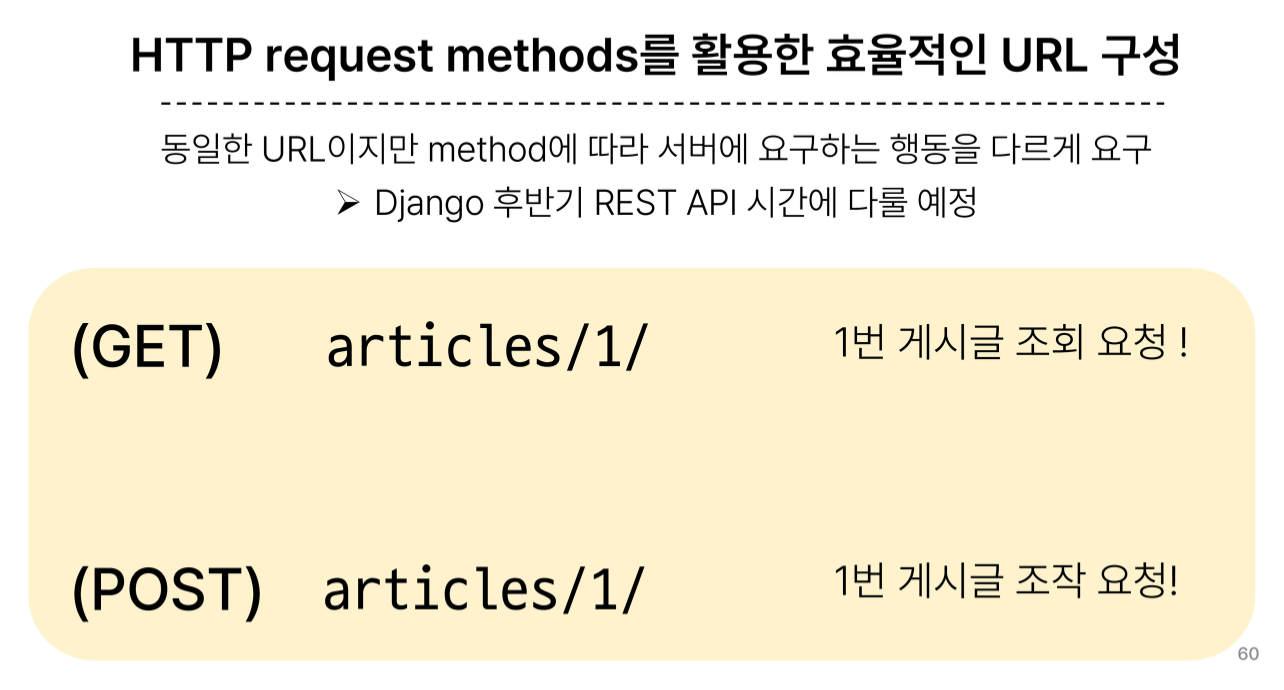 HTTP request methods를 활용한 효율적인 URL 구성
동일한 URL이지만 method에 따라 서버에 요구하는 행동을 다르게 요구
➢ Django 후반기 REST API 시간에 다룰 예정
(GET) articles/1/ 1번 게시글 조회 요청 !
(POST) articles/1/ 1번 게시글 조작 요청!
60